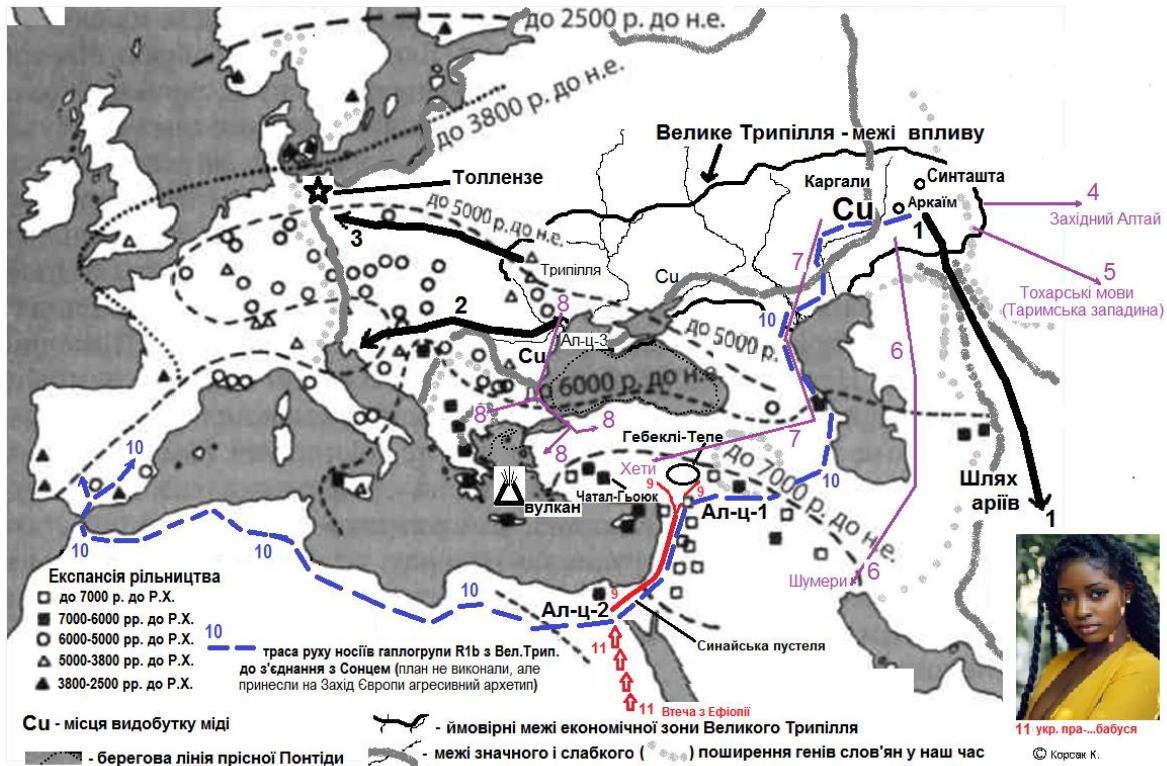 до 2500 р. до н.е.
до 3800 р. до н.е.
Велике Трипілля - межі впливу
Толлензе
Каргали
Синташта
Cu
Аркаїм
1
4
Західний Алтай
до 5000 р. до н.е.
3
Трипілля
7
5
Тохарські мови
(Таримська западина)
Cu
8
2
10
Ал-ц-3
до 5000 р.
6
Cu
6000 р. до н.е.
8
8
8
7
Гебеклі-Тепе
Хети
до 7000 р. до н.е.
10
10
9
9
Чатал-Гьоюк
вулкан
Ал-ц-1
Шлях
аріїв
1
10
10
10
Шумери
6
Експансія рільництва
до 7000 р. до Р.Х.
7000-6000 рр. до Р.Х.
6000-5000 рр. до Р.Х.
5000-3800 рр. до Р.Х.
3800-2500 рр. до Р.Х.
9
Ал-ц-2
Синайська пустеля
10
траса руху носіїв гаплогрупи R1b з Вел.Трип.
до з'єднання з Сонцем (план не виконали, але
принесли на Захід Європи агресивний архетип)
11
11 Втеча з Ефіопії
Cu - місця видобутку міді
- ймовірні межі економічної зони Великого Трипілля
- берегова лінія прісної Понтіди
- межі значного і слабкого ( ) поширення генів слов'ян у наш час
11 укр. пра-...бабуся
© Корсак К.